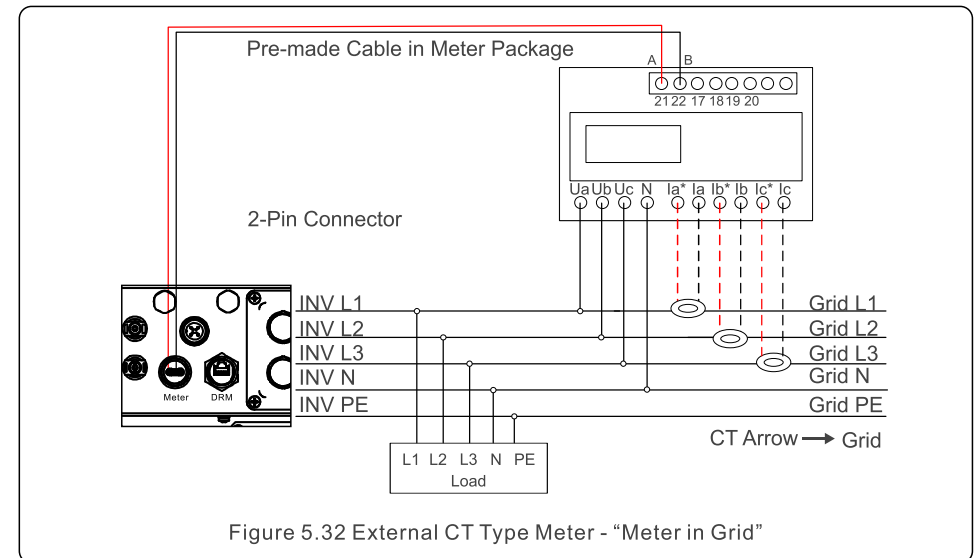 Pre-made Cable in Meter Package
A B
21 22 17 18 19 20
Ua Ub Uc N Ia* Ia Ib* Ib Ic* Ic
2-Pin Connector
INV L1 Grid L1
INV L2 Grid L2
INV L3 Grid L3
INV N Grid N
INV PE Grid PE
Meter DRM
CT Arrow → Grid
L1 L2 L3 N PE
Load
Figure 5.32 External CT Type Meter - “Meter in Grid”